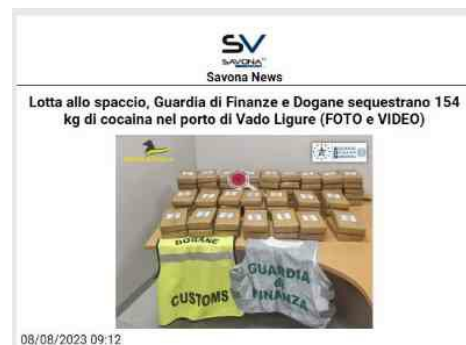 SV
SAVONA
Savona News
Lotta allo spaccio, Guardia di Finanze e Dogane sequestrano 154
kg di cocaina nel porto di Vado Ligure (FOTO e VIDEO)
DOGANE
CUSTOMS
GUARDIA
di
FINANZA
08/08/2023 09:12